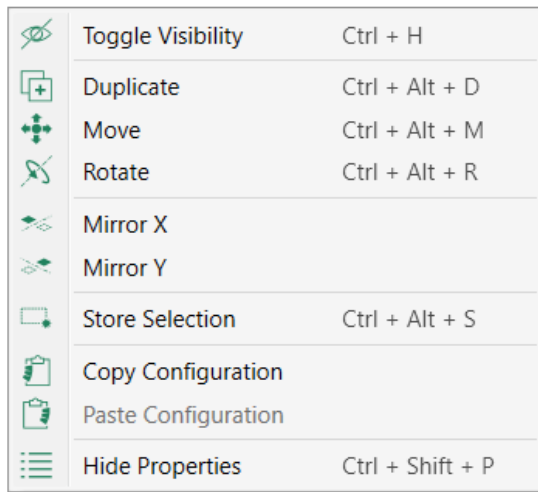 Toggle Visibility Ctrl + H
Duplicate Ctrl + Alt + D
Move Ctrl + Alt + M
Rotate Ctrl + Alt + R
Mirror X
Mirror Y
Store Selection Ctrl + Alt + S
Copy Configuration
Paste Configuration
Hide Properties Ctrl + Shift + P